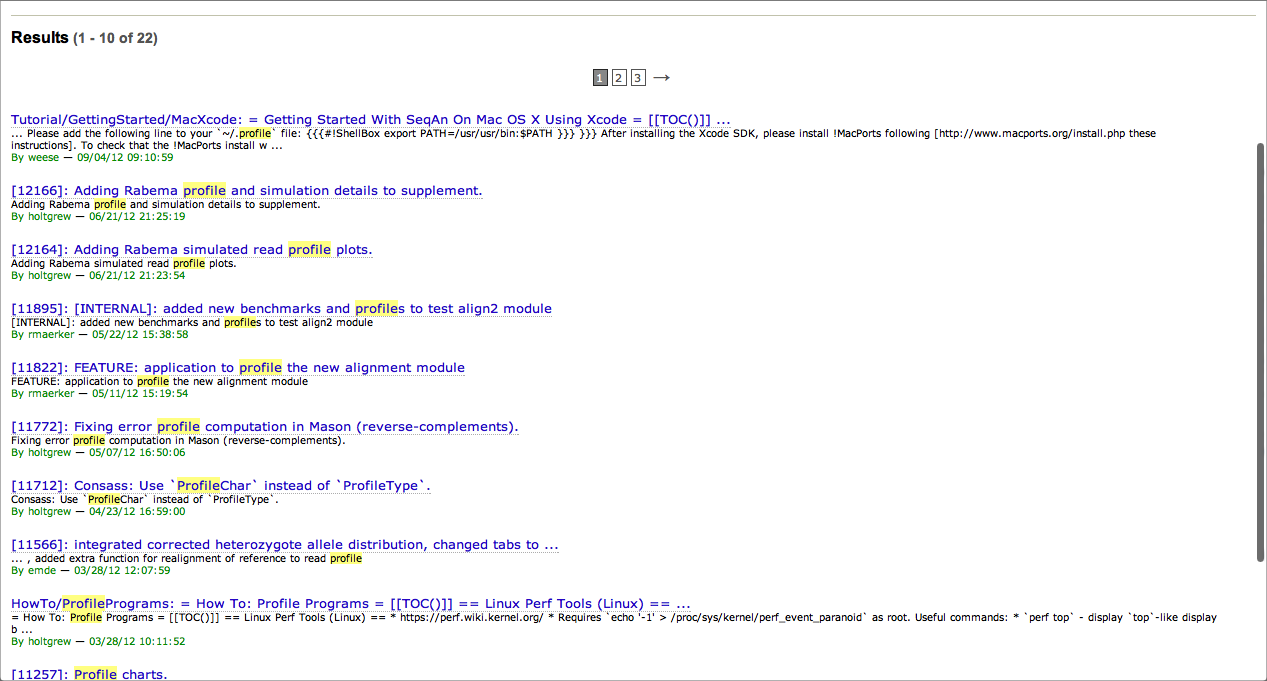 Results (1 - 10 of 22)
1 2 3 →
Tutorial/GettingStarted/MacXcode: = Getting Started With SeqAn On Mac OS X Using Xcode = [[TOC()]] ...
... Please add the following line to your `~/.profile` file: {{{#!ShellBox export PATH=/usr/usr/bin:$PATH }}} }}} After installing the Xcode SDK, please install !MacPorts following [http://www.macports.org/install.php these
instructions]. To check that the !MacPorts install w ...
By weese — 09/04/12 09:10:59
[12166]: Adding Rabema profile and simulation details to supplement.
Adding Rabema profile and simulation details to supplement.
By holtgrew — 06/21/12 21:25:19
[12164]: Adding Rabema simulated read profile plots.
Adding Rabema simulated read profile plots.
By holtgrew — 06/21/12 21:23:54
[11895]: [INTERNAL]: added new benchmarks and profiles to test align2 module
[INTERNAL]: added new benchmarks and profiles to test align2 module
By rmaerker — 05/22/12 15:38:58
[11822]: FEATURE: application to profile the new alignment module
FEATURE: application to profile the new alignment module
By rmaerker — 05/11/12 15:19:54
[11772]: Fixing error profile computation in Mason (reverse-complements).
Fixing error profile computation in Mason (reverse-complements).
By holtgrew — 05/07/12 16:50:06
[11712]: Consass: Use `ProfileChar` instead of `ProfileType`.
Consass: Use `ProfileChar` instead of `ProfileType`.
By holtgrew — 04/23/12 16:59:00
[11566]: integrated corrected heterozygote allele distribution, changed tabs to ...
... , added extra function for realignment of reference to read profile
By emde — 03/28/12 12:07:59
HowTo/ProfilePrograms: = How To: Profile Programs = [[TOC()]] == Linux Perf Tools (Linux) == ...
= How To: Profile Programs = [[TOC()]] == Linux Perf Tools (Linux) == * https://perf.wiki.kernel.org/ * Requires `echo '-1' > /proc/sys/kernel/perf_event_paranoid` as root. Useful commands: * `perf top` - display `top`-like display
b ...
By holtgrew — 03/28/12 10:11:52
[11257]: Profile charts.